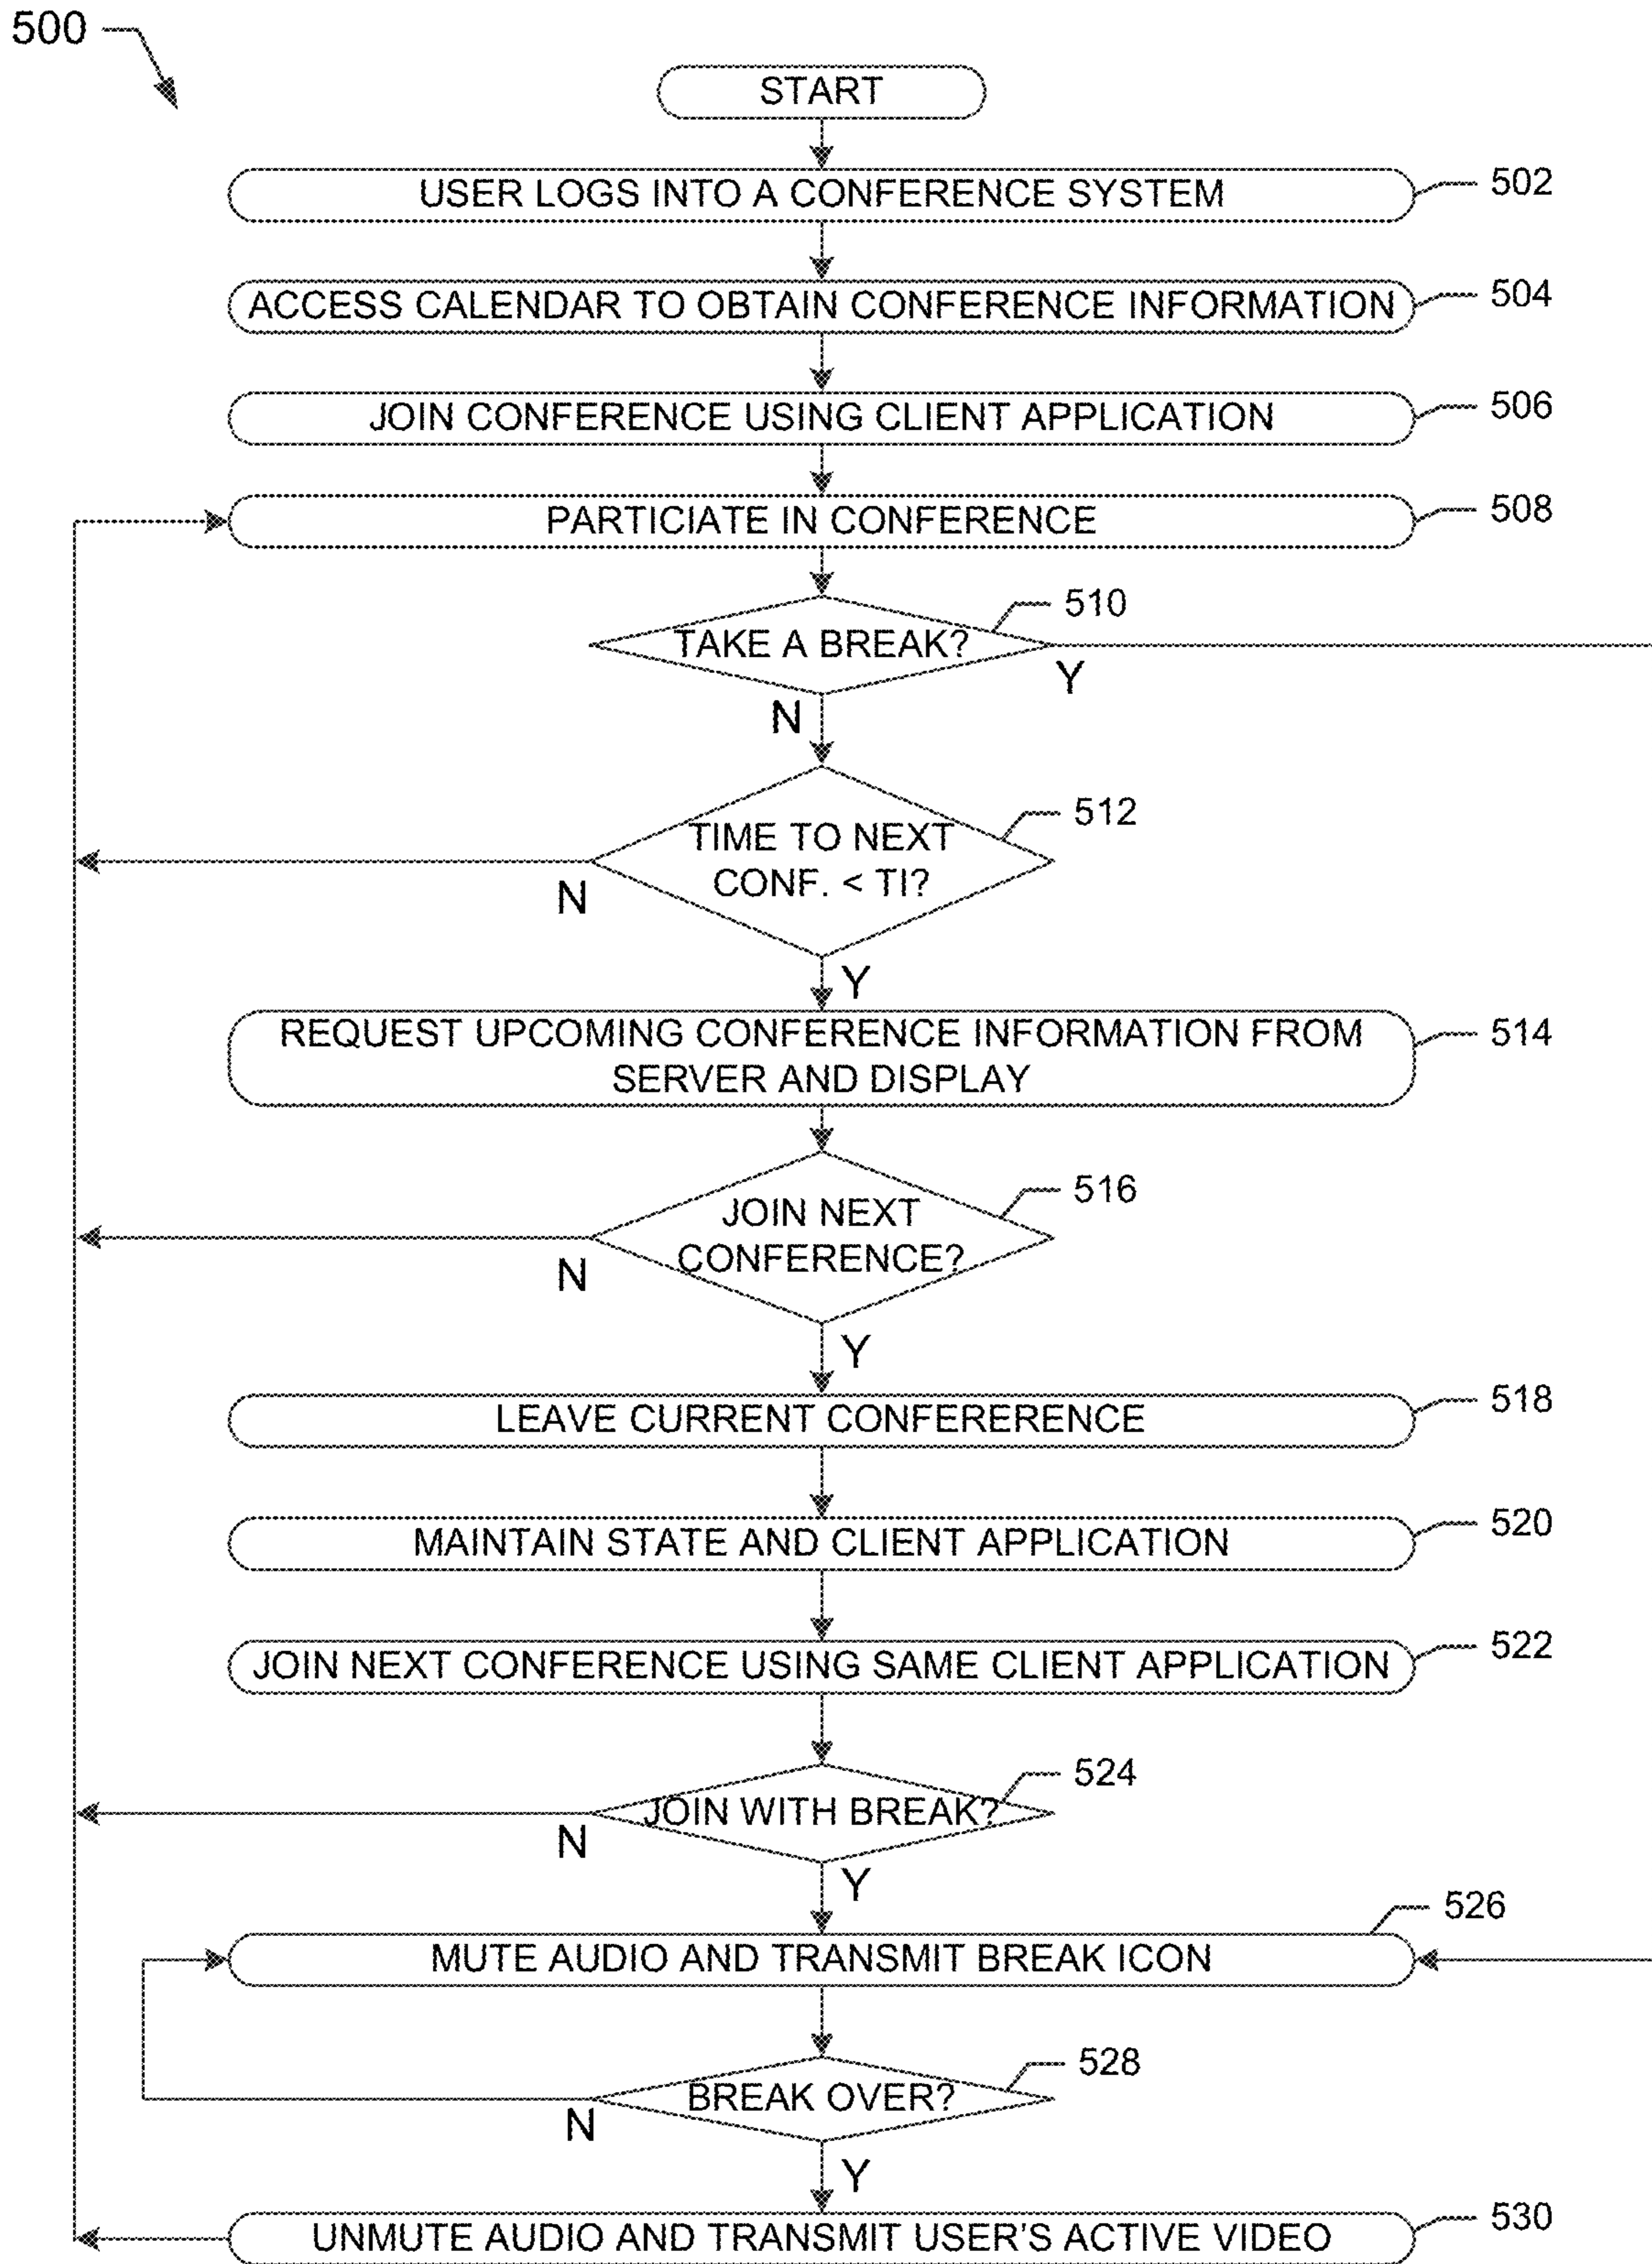 500
START
USER LOGS INTO A CONFERENCE SYSTEM
502
ACCESS CALENDAR TO OBTAIN CONFERENCE INFORMATION
504
JOIN CONFERENCE USING CLIENT APPLICATION
506
PARTICIATE IN CONFERENCE
508
TAKE A BREAK?
510
Y
N
TIME TO NEXT
CONF. < TI?
512
N
Y
REQUEST UPCOMING CONFERENCE INFORMATION FROM
SERVER AND DISPLAY
514
JOIN NEXT
CONFERENCE?
516
N
Y
LEAVE CURRENT CONFERERENCE
518
MAINTAIN STATE AND CLIENT APPLICATION
520
JOIN NEXT CONFERENCE USING SAME CLIENT APPLICATION
522
JOIN WITH BREAK?
524
N
Y
MUTE AUDIO AND TRANSMIT BREAK ICON
526
BREAK OVER?
528
N
Y
UNMUTE AUDIO AND TRANSMIT USER'S ACTIVE VIDEO
530